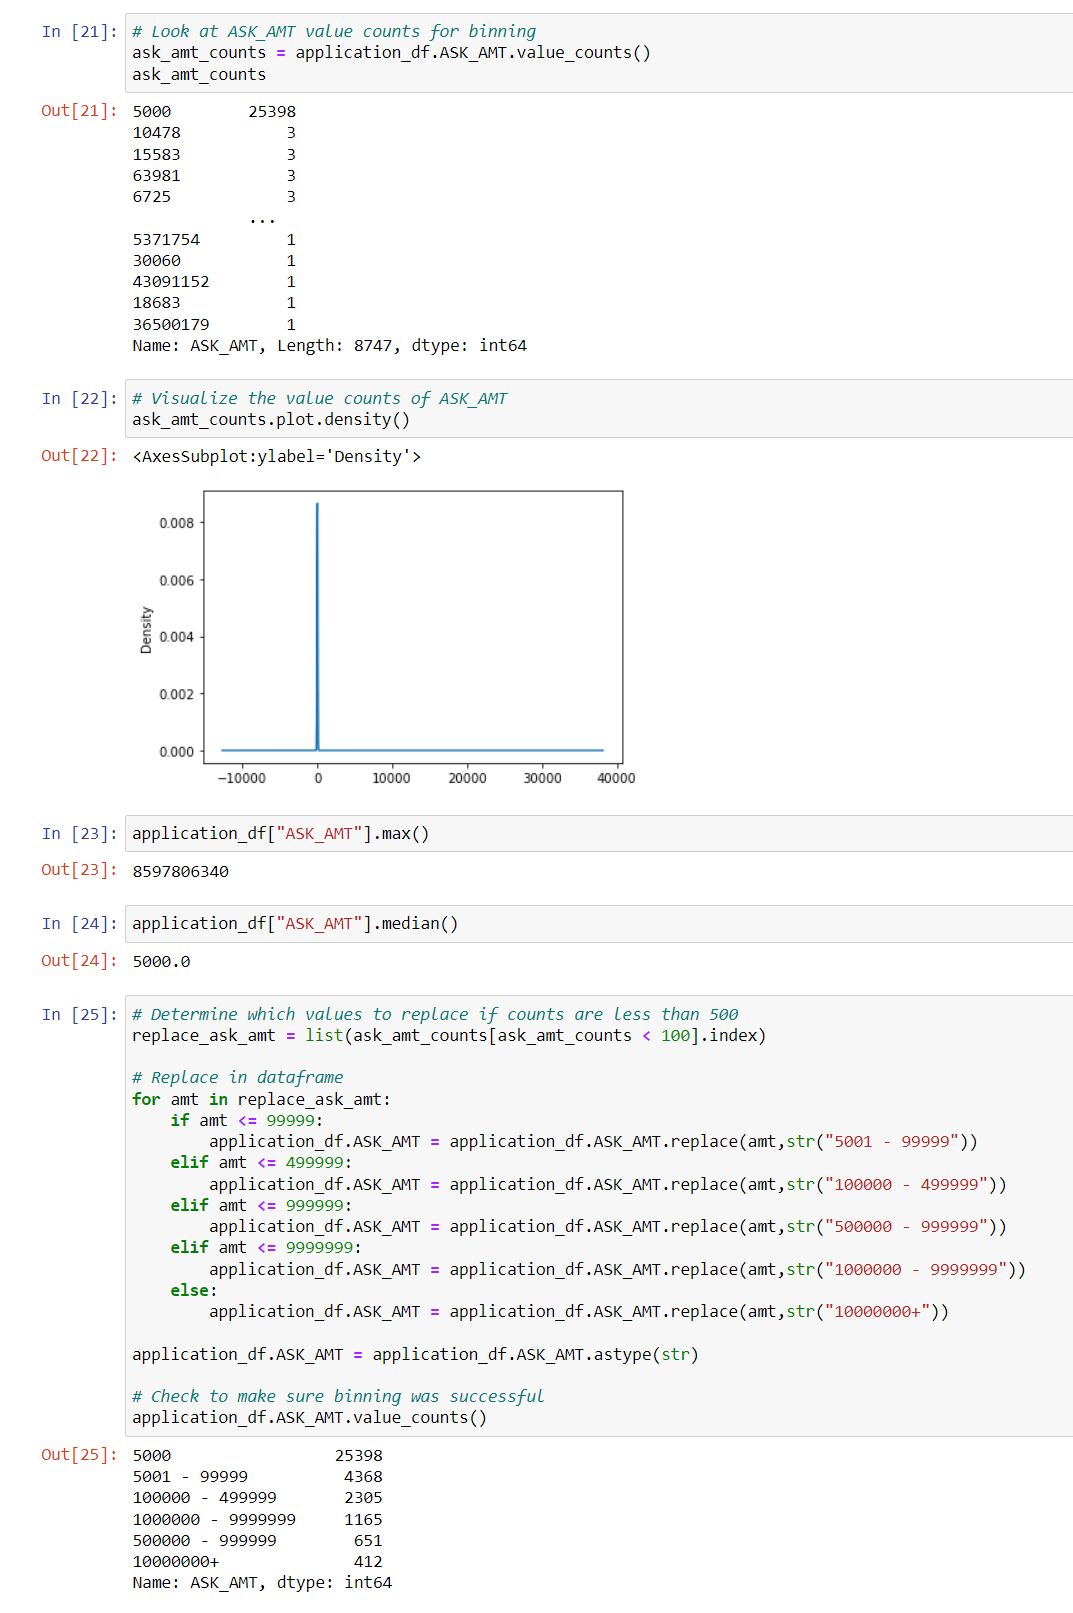 In [21]: # Look at ASK_AMT value counts for binning
ask_amt_counts = application_df.ASK_AMT.value_counts()
ask_amt_counts
Out[21]: 5000        25398
10478           3
15583           3
63981           3
6725            3
            ...
5371754         1
30060           1
43091152        1
18683           1
36500179        1
Name: ASK_AMT, Length: 8747, dtype: int64
In [22]: # Visualize the value counts of ASK_AMT
ask_amt_counts.plot.density()
Out[22]: <AxesSubplot:ylabel='Density'>
0.008
0.006
0.004
0.002
0.000
Density
−10000 0 10000 20000 30000 40000
In [23]: application_df["ASK_AMT"].max()
Out[23]: 8597806340
In [24]: application_df["ASK_AMT"].median()
Out[24]: 5000.0
In [25]: # Determine which values to replace if counts are less than 500
replace_ask_amt = list(ask_amt_counts[ask_amt_counts < 100].index)
# Replace in dataframe
for amt in replace_ask_amt:
    if amt <= 99999:
        application_df.ASK_AMT = application_df.ASK_AMT.replace(amt,str("5001 - 99999"))
    elif amt <= 499999:
        application_df.ASK_AMT = application_df.ASK_AMT.replace(amt,str("100000 - 499999"))
    elif amt <= 999999:
        application_df.ASK_AMT = application_df.ASK_AMT.replace(amt,str("500000 - 999999"))
    elif amt <= 9999999:
        application_df.ASK_AMT = application_df.ASK_AMT.replace(amt,str("1000000 - 9999999"))
    else:
        application_df.ASK_AMT = application_df.ASK_AMT.replace(amt,str("10000000+"))
application_df.ASK_AMT = application_df.ASK_AMT.astype(str)
# Check to make sure binning was successful
application_df.ASK_AMT.value_counts()
Out[25]: 5000                 25398
5001 - 99999          4368
100000 - 499999       2305
1000000 - 9999999     1165
500000 - 999999        651
10000000+              412
Name: ASK_AMT, dtype: int64